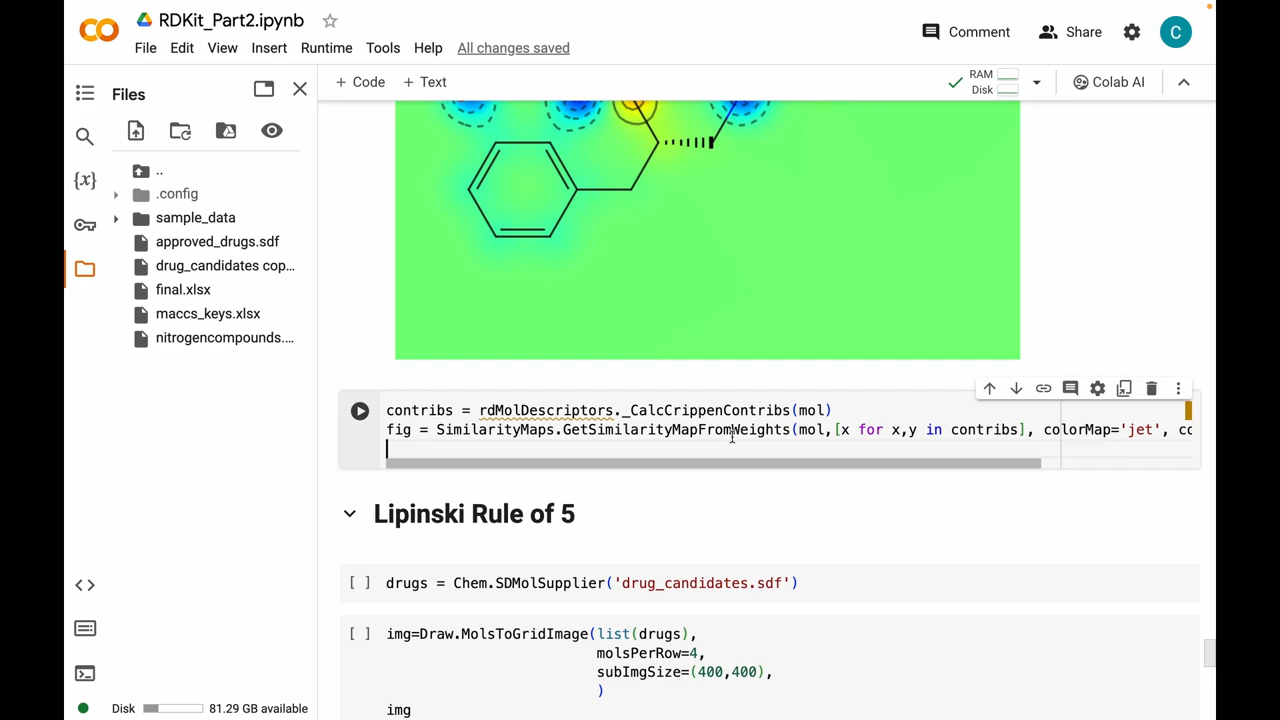 RDKit_Part2.ipynb
File Edit View Insert Runtime Tools Help All changes saved
Comment
Share
C
Files
+ Code + Text
RAM
Disk
Colab AI
{x}
..
.config
sample_data
approved_drugs.sdf
drug_candidates cop...
final.xlsx
maccs_keys.xlsx
nitrogencompounds....
contribs = rdMolDescriptors._CalcCrippenContribs(mol)
fig = SimilarityMaps.GetSimilarityMapFromWeights(mol,[x for x,y in contribs], colorMap='jet', co
Lipinski Rule of 5
[ ] drugs = Chem.SDMolSupplier('drug_candidates.sdf')
[ ] img=Draw.MolsToGridImage(list(drugs),
molsPerRow=4,
subImgSize=(400,400),
)
img
Disk 81.29 GB available